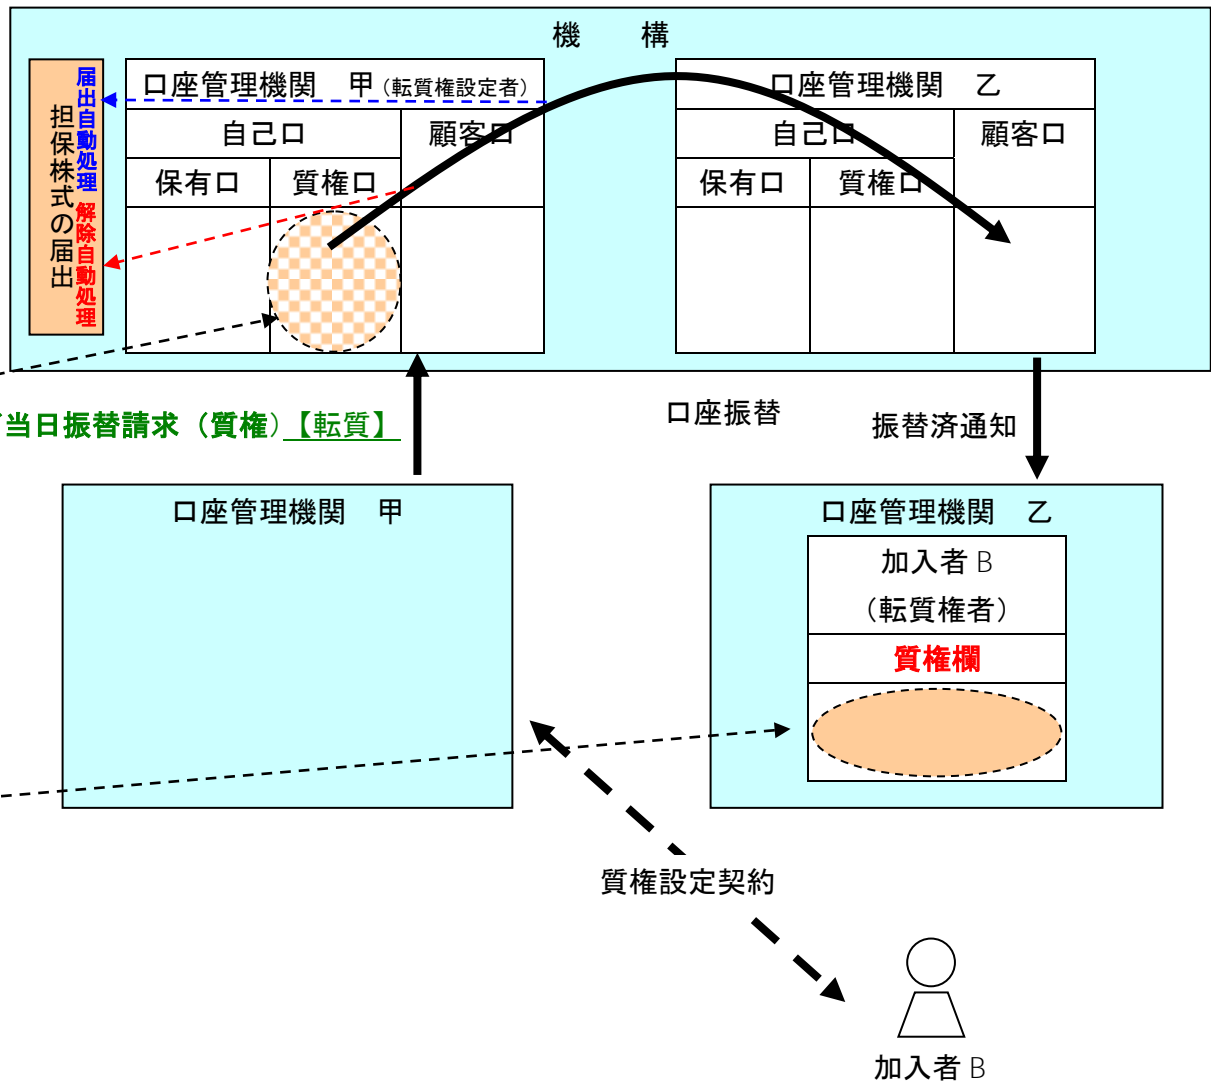 機　　構
担保株式の届出
届出自動処理
解除自動処理
口座管理機関　甲（転質権設定者）
自己口
顧客口
保有口
質権口
口座管理機関　乙
自己口
顧客口
保有口
質権口
当日振替請求（質権）【転質】
口座振替
振替済通知
口座管理機関　甲
口座管理機関　乙
加入者 B
（転質権者）
質権欄
質権設定契約
加入者 B